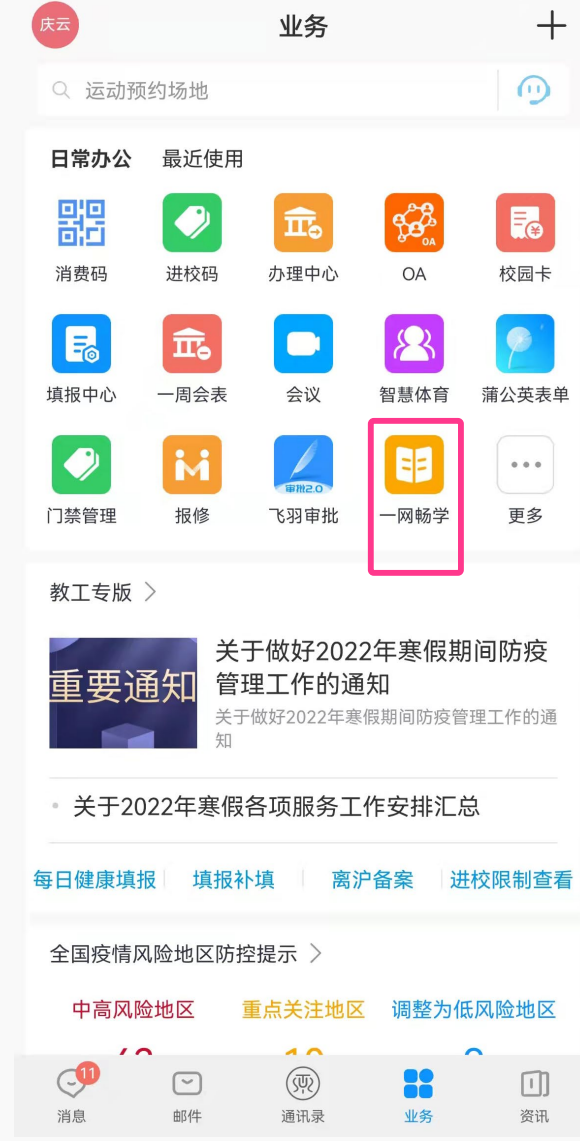 庆云
业务
运动预约场地
日常办公 最近使用
OA
消费码 进校码 办理中心 OA 校园卡
填报中心 一周会表 会议 智慧体育 蒲公英表单
审批2.0
门禁管理 报修 飞羽审批 一网畅学 更多
教工专版
重要通知
关于做好2022年寒假期间防疫
管理工作的通知
关于做好2022年寒假期间防疫管理工作的通
知
关于2022年寒假各项服务工作安排汇总
每日健康填报 填报补填 离沪备案 进校限制查看
全国疫情风险地区防控提示
中高风险地区 重点关注地区 调整为低风险地区
11
消息 邮件 通讯录 业务 资讯